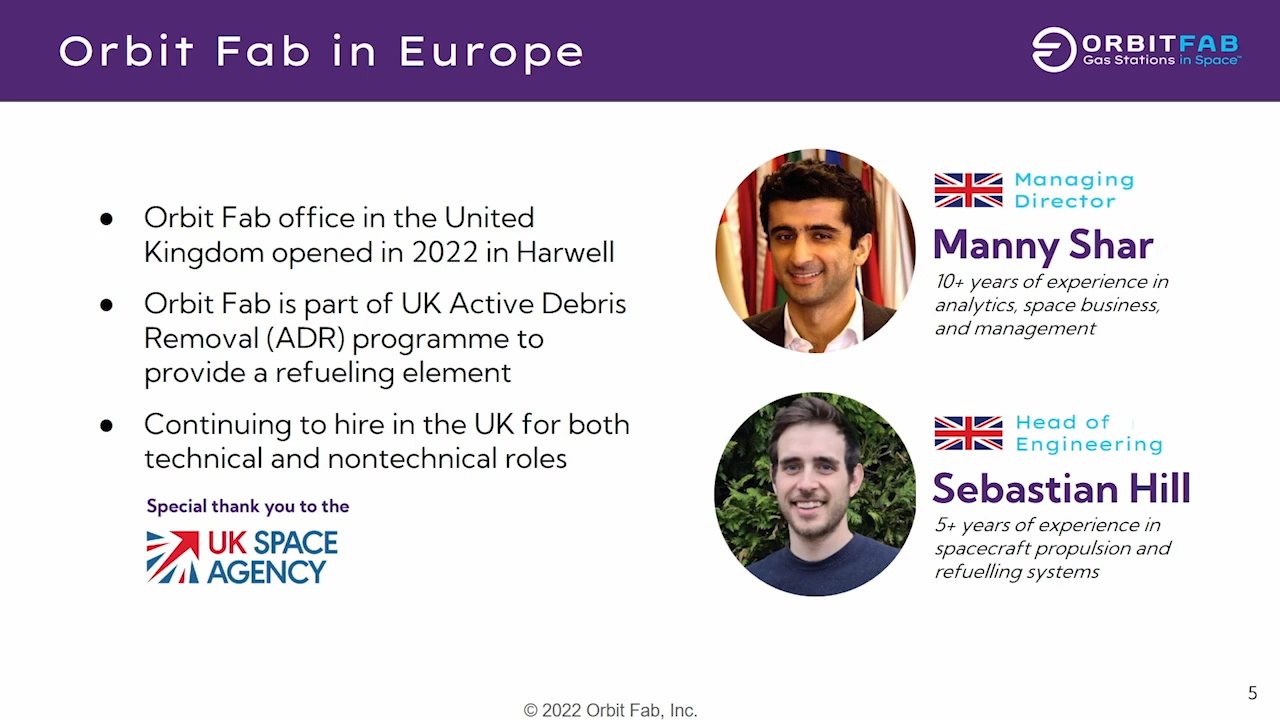 Orbit Fab in Europe
ORBITFAB
Gas Stations in Space™
● Orbit Fab office in the United
Kingdom opened in 2022 in Harwell
● Orbit Fab is part of UK Active Debris
Removal (ADR) programme to
provide a refueling element
● Continuing to hire in the UK for both
technical and nontechnical roles
Special thank you to the
UK SPACE
AGENCY
Managing
Director
Manny Shar
10+ years of experience in
analytics, space business,
and management
Head of
Engineering
Sebastian Hill
5+ years of experience in
spacecraft propulsion and
refuelling systems
© 2022 Orbit Fab, Inc.
5